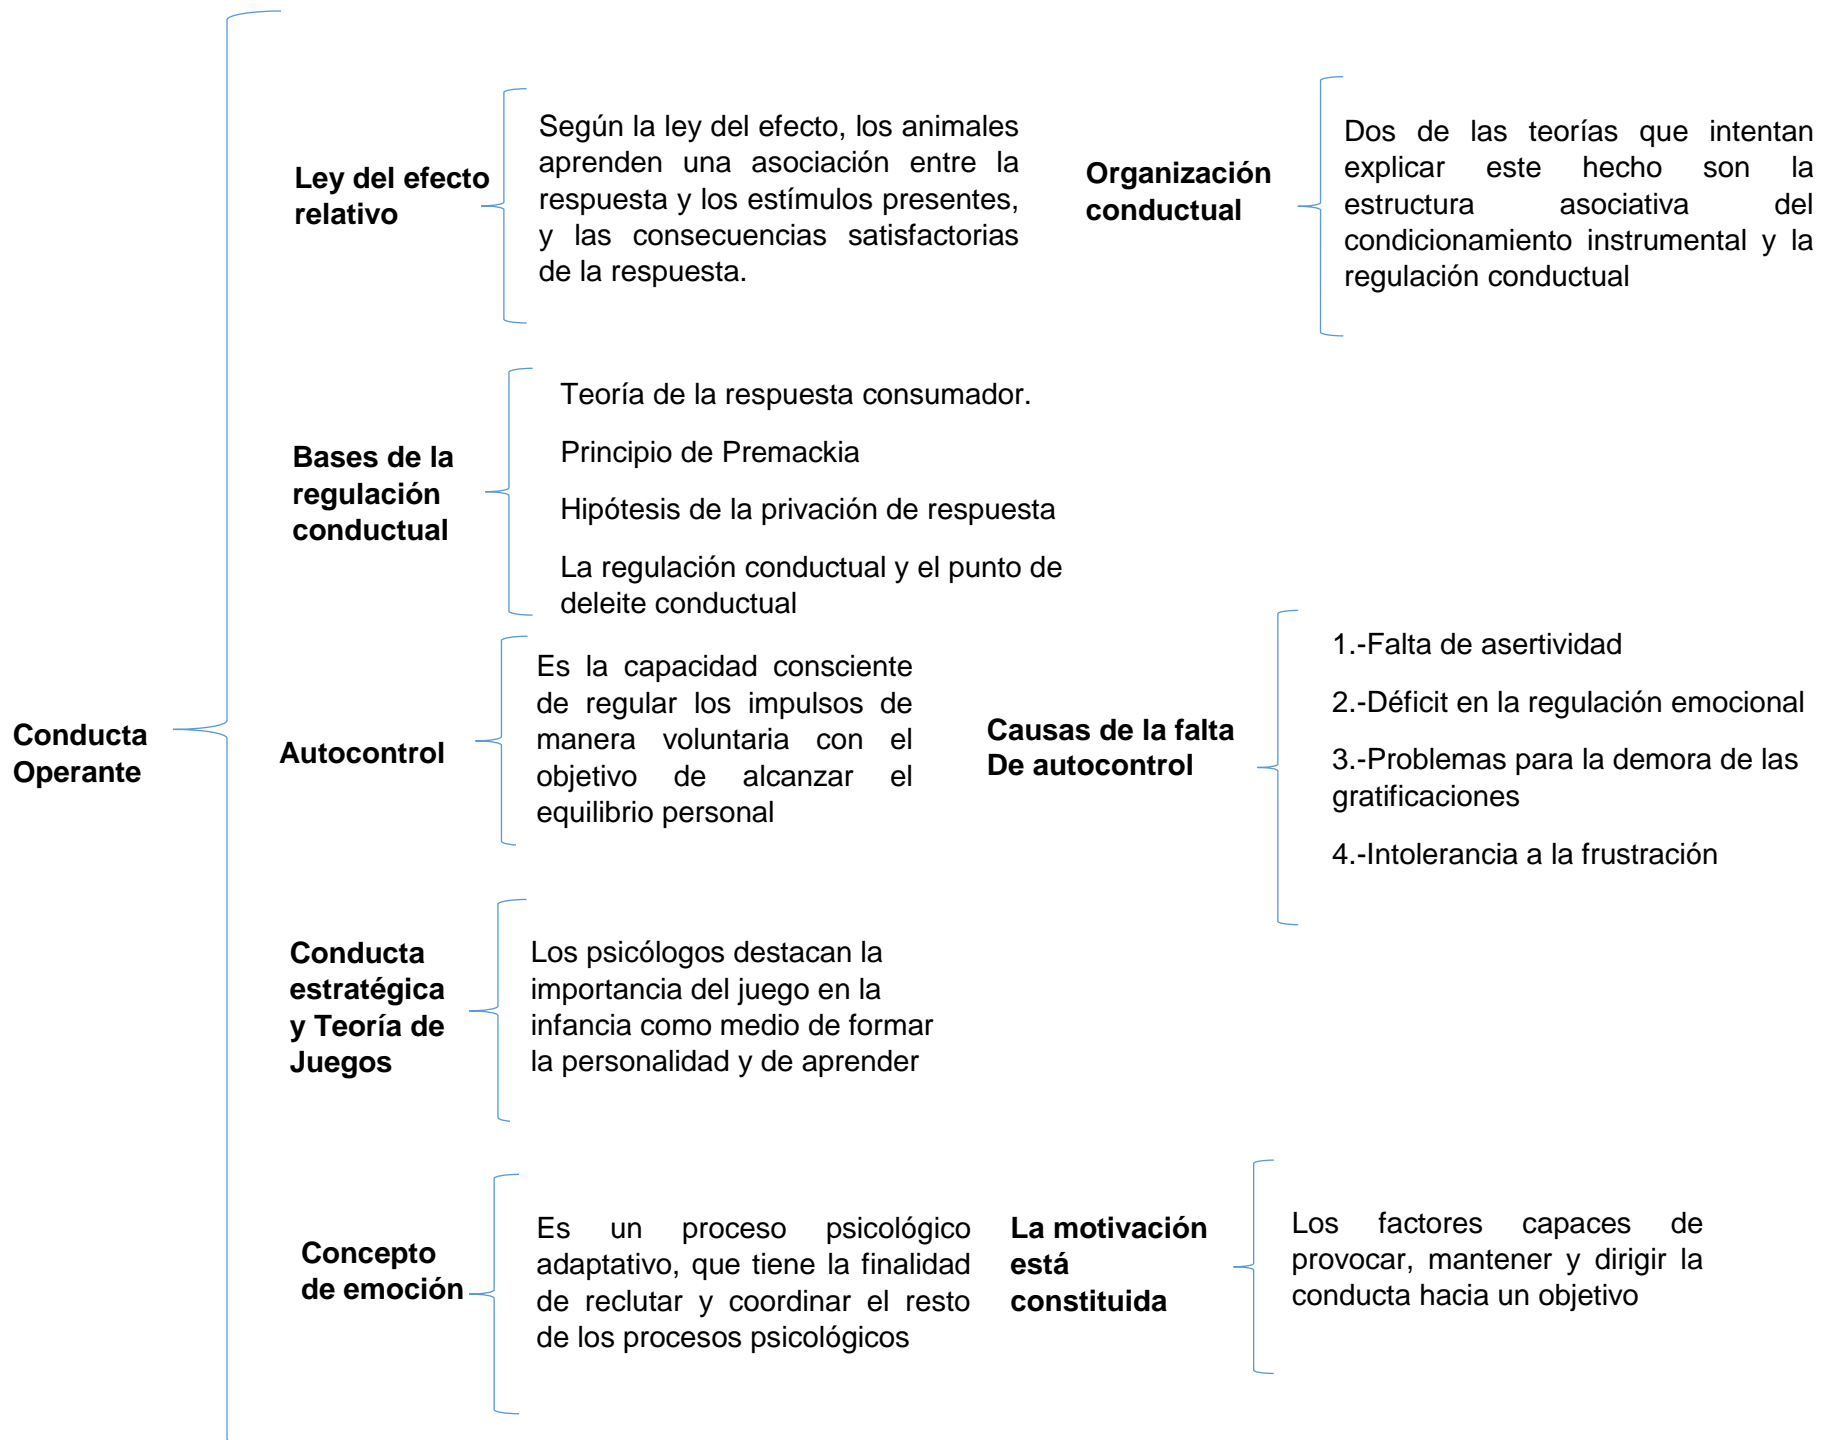 Conducta
Operante
Ley del efecto
relativo
Según la ley del efecto, los animales
aprenden una asociación entre la
respuesta y los estímulos presentes,
y las consecuencias satisfactorias
de la respuesta.
Organización
conductual
Dos de las teorías que intentan
explicar este hecho son la
estructura asociativa del
condicionamiento instrumental y la
regulación conductual
Bases de la
regulación
conductual
Teoría de la respuesta consumador.
Principio de Premackia
Hipótesis de la privación de respuesta
La regulación conductual y el punto de
deleite conductual
Autocontrol
Es la capacidad consciente
de regular los impulsos de
manera voluntaria con el
objetivo de alcanzar el
equilibrio personal
Causas de la falta
De autocontrol
1.-Falta de asertividad
2.-Déficit en la regulación emocional
3.-Problemas para la demora de las
gratificaciones
4.-Intolerancia a la frustración
Conducta
estratégica
y Teoría de
Juegos
Los psicólogos destacan la
importancia del juego en la
infancia como medio de formar
la personalidad y de aprender
Concepto
de emoción
Es un proceso psicológico
adaptativo, que tiene la finalidad
de reclutar y coordinar el resto
de los procesos psicológicos
La motivación
está
constituida
Los factores capaces de
provocar, mantener y dirigir la
conducta hacia un objetivo